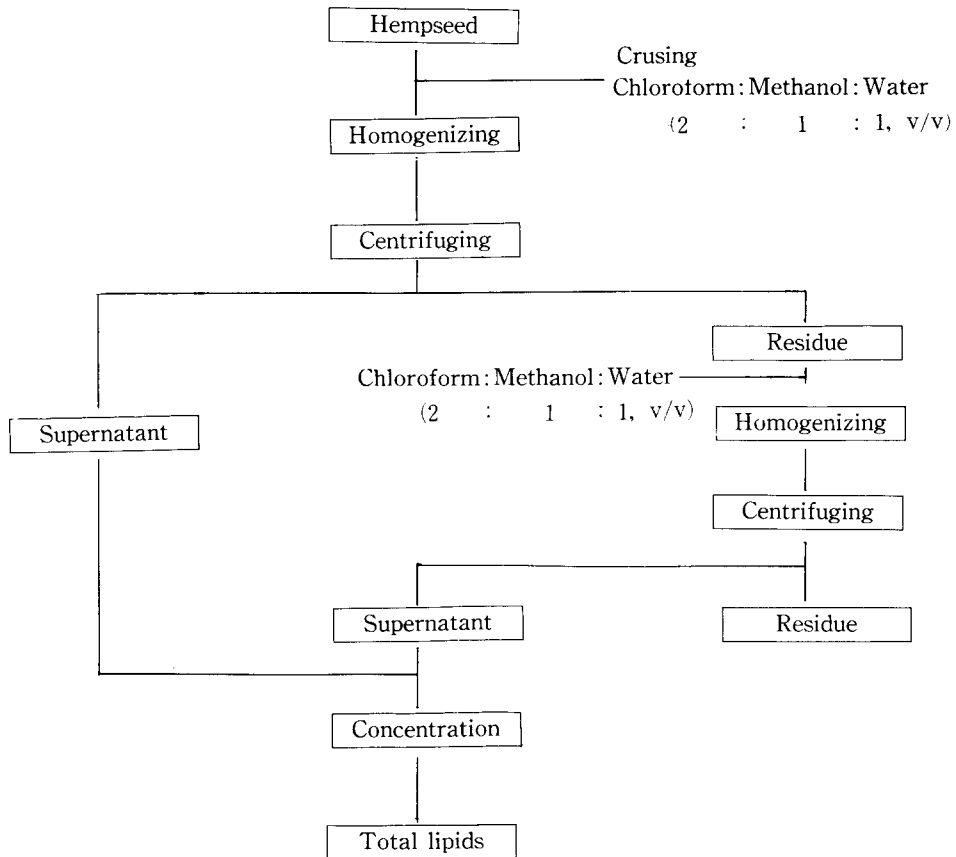 Hempseed
Crusing
Chlorotorm : Methanol : Water
(2 : 1 : 1, v/v)
Homogenizing
Centrifuging
Residue
Chloroform : Methanol : Water
(2 : 1 : 1, v/v)
Supernatant
Homogenizing
Centrifuging
Supernatant
Residue
Concentration
Total lipids